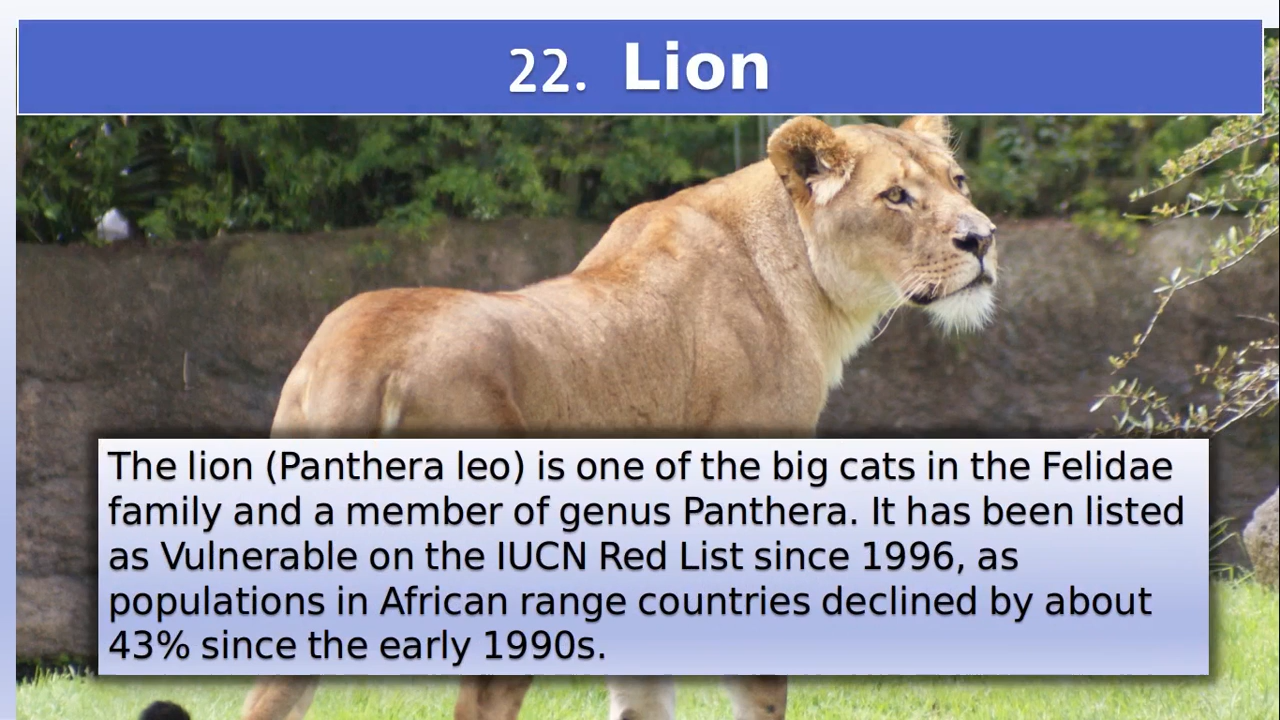 22. Lion
The lion (Panthera leo) is one of the big cats in the Felidae
family and a member of genus Panthera. It has been listed
as Vulnerable on the IUCN Red List since 1996, as
populations in African range countries declined by about
43% since the early 1990s.